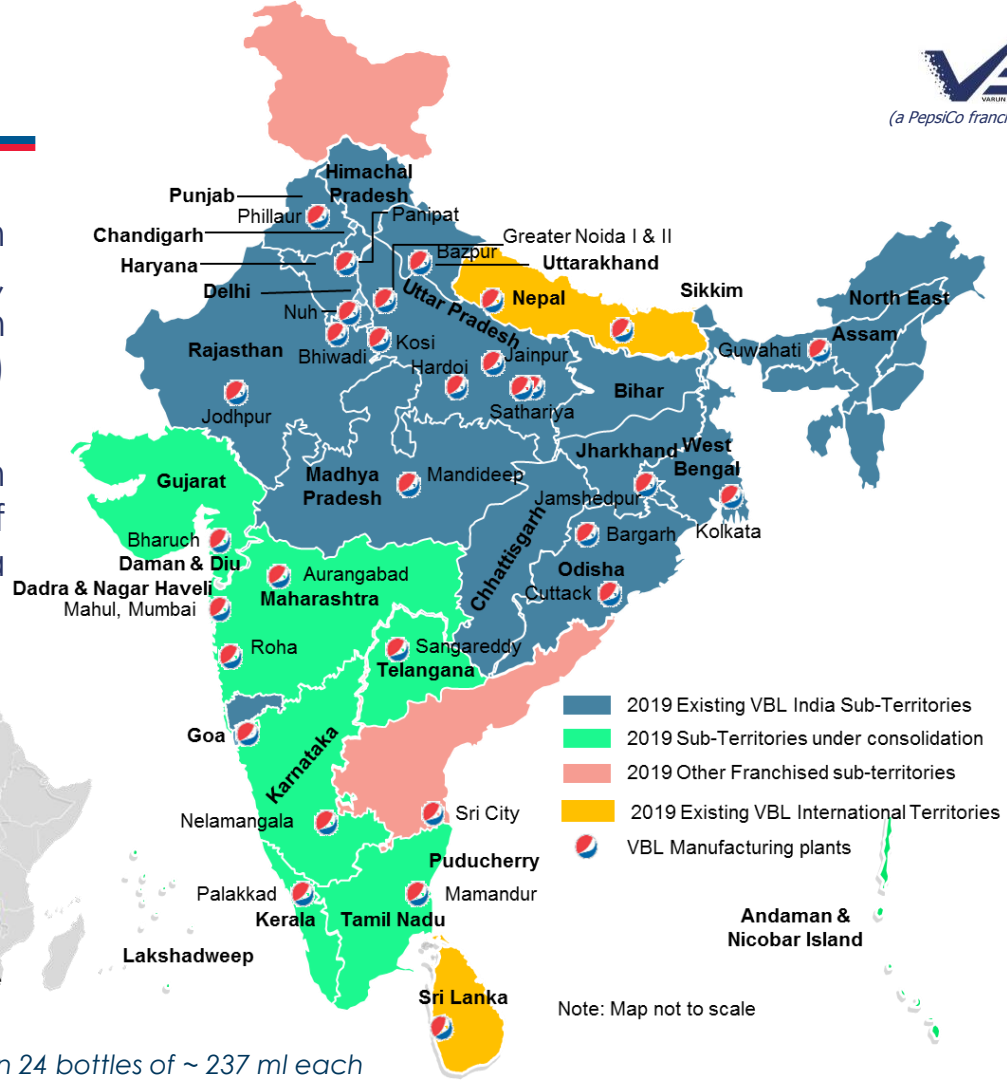 VARUN
(a PepsiCo
Himachal
Pradesh
Punjab
Phillaur
Panipat
Chandigarh
Greater Noida I & II
Bazpur
Haryana
Uttarakhand
Delhi
Uttar Pradesh
Nepal
Sikkim
North East
Nuh
Assam
Rajasthan
Bhiwadi
Kosi
Guwahati
Hardoi
Jainpur
Bihar
Jodhpur
Sathariya
Jharkhand
West
Bengal
Gujarat
Madhya
Pradesh
Mandideep
Jamshedpur
Chhattisgarh
Bargarh
Kolkata
Bharuch
Daman & Diu
Odisha
Aurangabad
Dadra & Nagar Haveli
Maharashtra
Cuttack
Mahul, Mumbai
Roha
Sangareddy
Telangana
2019 Existing VBL India Sub-Territories
Goa
Karnataka
2019 Sub-Territories under consolidation
2019 Other Franchised sub-territories
2019 Existing VBL International Territories
Nelamangala
Sri City
VBL Manufacturing plants
Puducherry
Palakkad
Mamandur
Kerala
Tamil Nadu
Andaman &
Nicobar Island
Lakshadweep
Sri Lanka
Note: Map not to scale
24 bottles of ~ 237 ml each